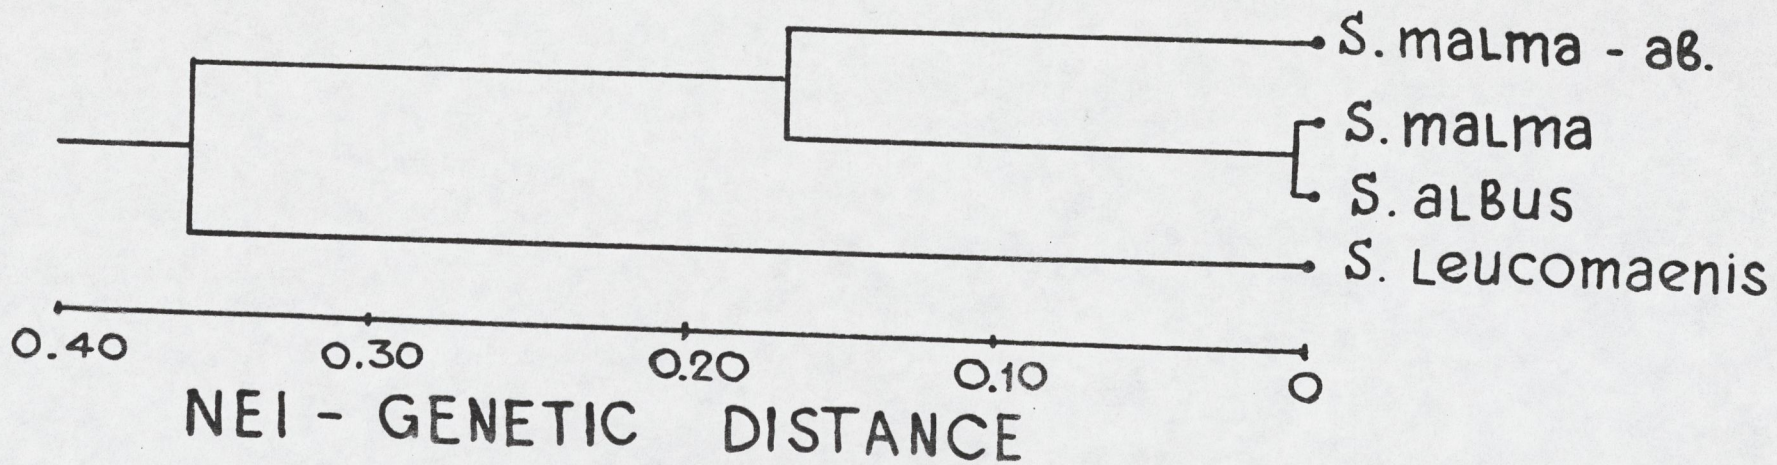 S. maLma - aB.
S. maLma
S. aLBus
S. Leucomaenis
0.40 0.30 0.20 0.10 0
NEI - GENETIC DISTANCE